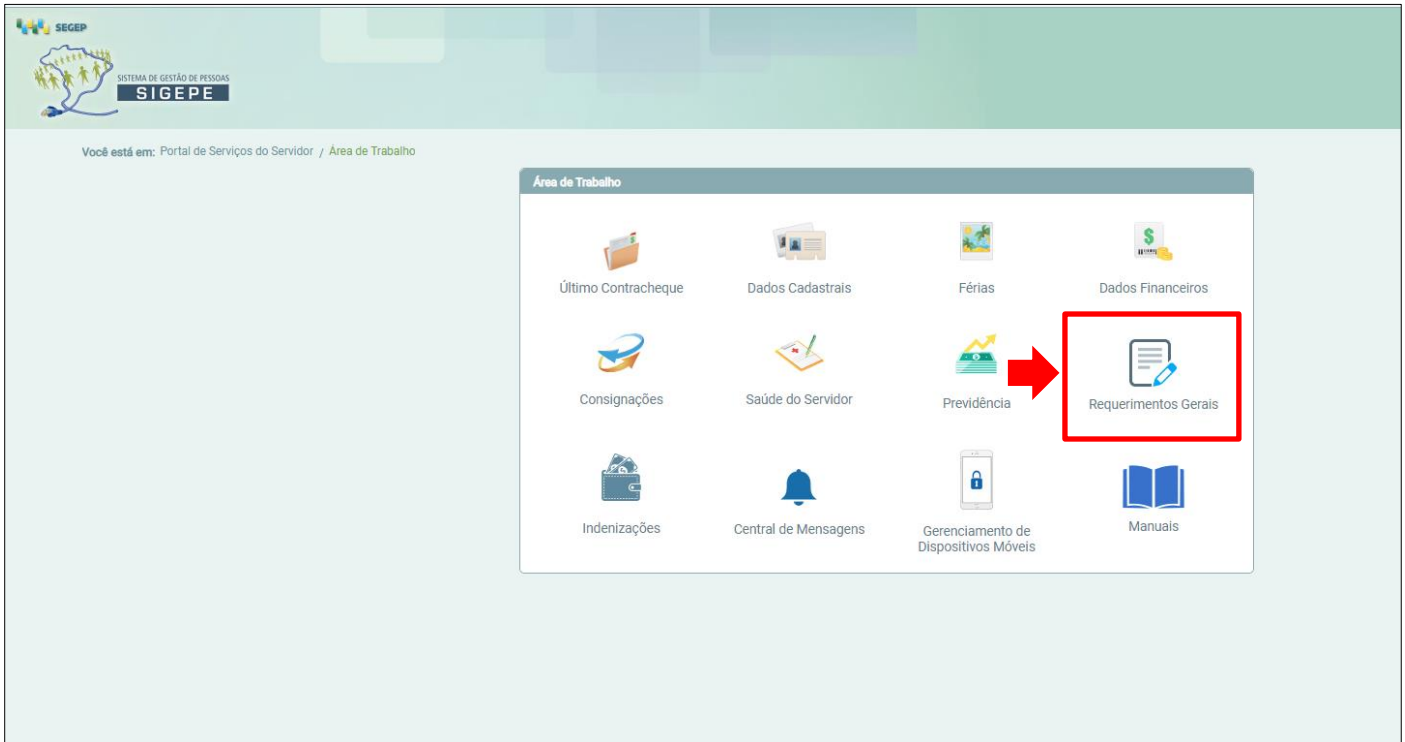 SEGEP
SISTEMA DE GESTÃO DE PESSOAS
SIGEPE
Você está em: Portal de Serviços do Servidor / Área de Trabalho
Área de Trabalho
Último Contracheque
Dados Cadastrais
Férias
Dados Financeiros
Consignações
Saúde do Servidor
Previdência
Requerimentos Gerais
Indenizações
Central de Mensagens
Gerenciamento de
Dispositivos Móveis
Manuais